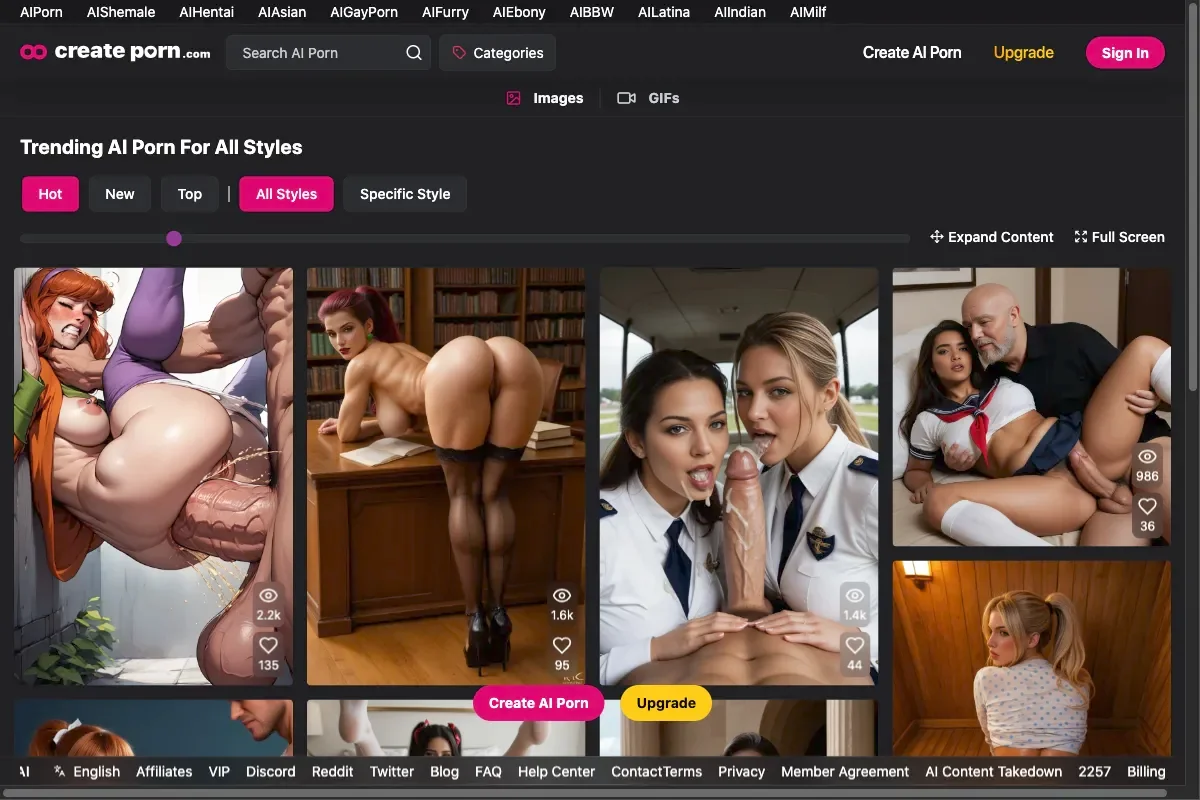 AIPorn AIShemale AIHentai AIAsian AIGayPorn AIFurry AIEbony AIBBW AILatina AIIndian AIMilf
create porn.com Search AI Porn Categories Create AI Porn Upgrade Sign In
Images GIFs
Trending AI Porn For All Styles
Hot New Top | All Styles Specific Style
Expand Content Full Screen
986
36
2.2k 1.6k 1.4k
135 95 44
Create AI Porn Upgrade
AI English Affiliates VIP Discord Reddit Twitter Blog FAQ Help Center Contact Terms Privacy Member Agreement AI Content Takedown 2257 Billing